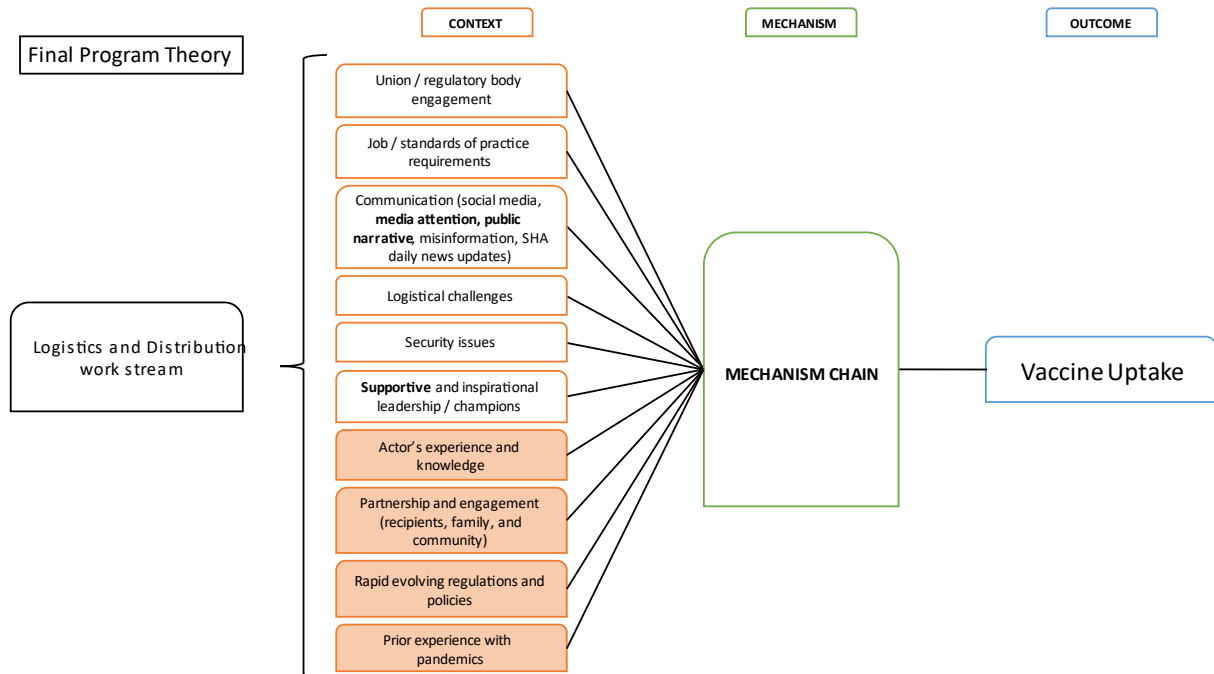 CONTEXT
MECHANISM
OUTCOME
Final Program Theory
Union / regulatory body
engagement
Job / standards of practice
requirements
Communication (social media,
media attention, public
narrative, misinformation, SHA
daily news updates)
Logistical challenges
Security issues
Supportive and inspirational
leadership / champions
Actor's experience and
knowledge
Partnership and engagement
(recipients, family, and
community)
Rapid evolving regulations and
policies
Prior experience with
pandemics
Logistics and Distribution
work stream
MECHANISM CHAIN
Vaccine Uptake